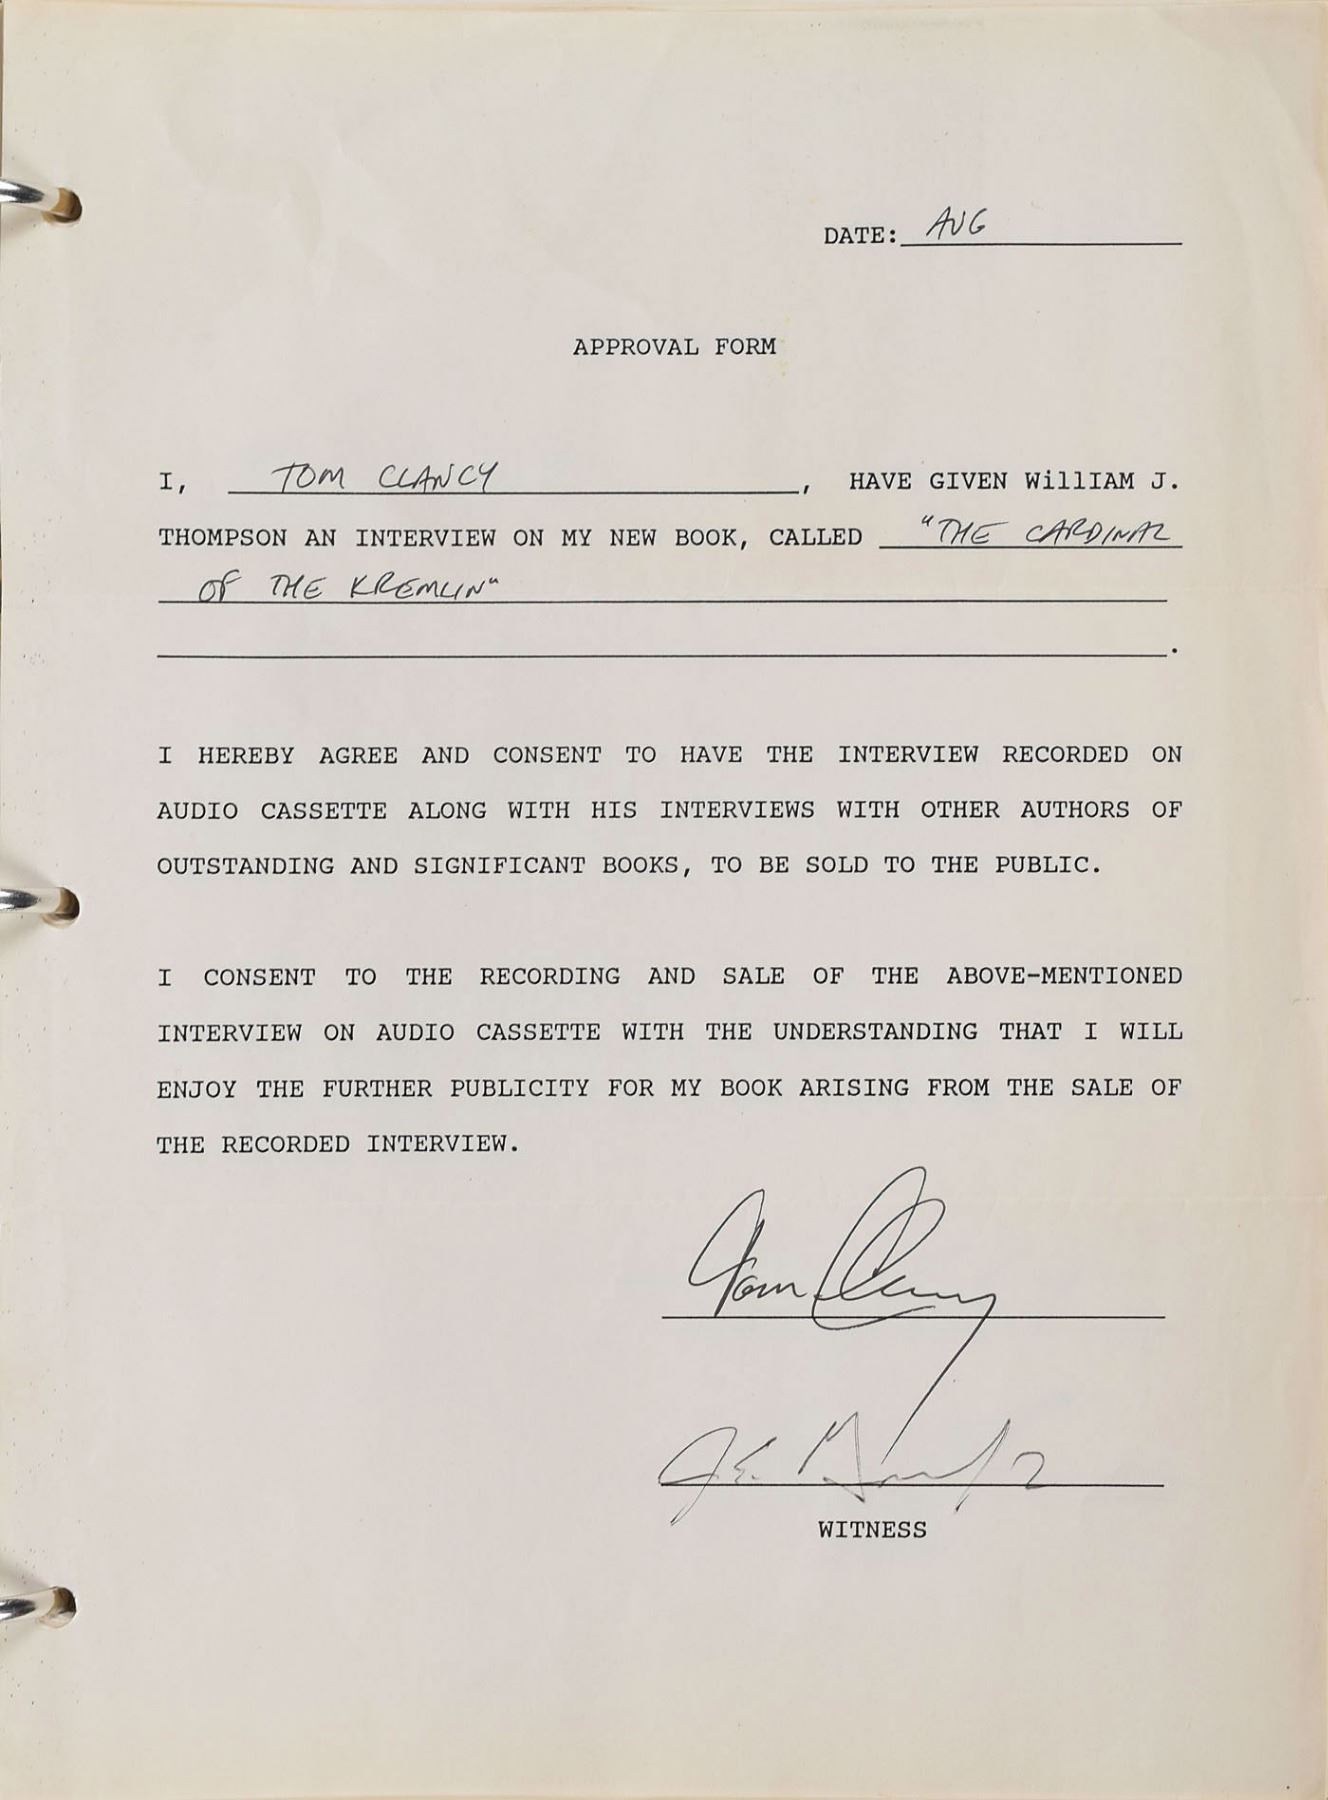 DATE: AUG
APPROVAL FORM
I, TOM CLANCY, HAVE GIVEN WillIAM J.
THOMPSON AN INTERVIEW ON MY NEW BOOK, CALLED "THE CARDINAL
OF THE KREMLIN"
.
I HEREBY AGREE AND CONSENT TO HAVE THE INTERVIEW RECORDED ON
AUDIO CASSETTE ALONG WITH HIS INTERVIEWS WITH OTHER AUTHORS OF
OUTSTANDING AND SIGNIFICANT BOOKS, TO BE SOLD TO THE PUBLIC.
I CONSENT TO THE RECORDING AND SALE OF THE ABOVE-MENTIONED
INTERVIEW ON AUDIO CASSETTE WITH THE UNDERSTANDING THAT I WILL
ENJOY THE FURTHER PUBLICITY FOR MY BOOK ARISING FROM THE SALE OF
THE RECORDED INTERVIEW.
Tom Clancy
WITNESS